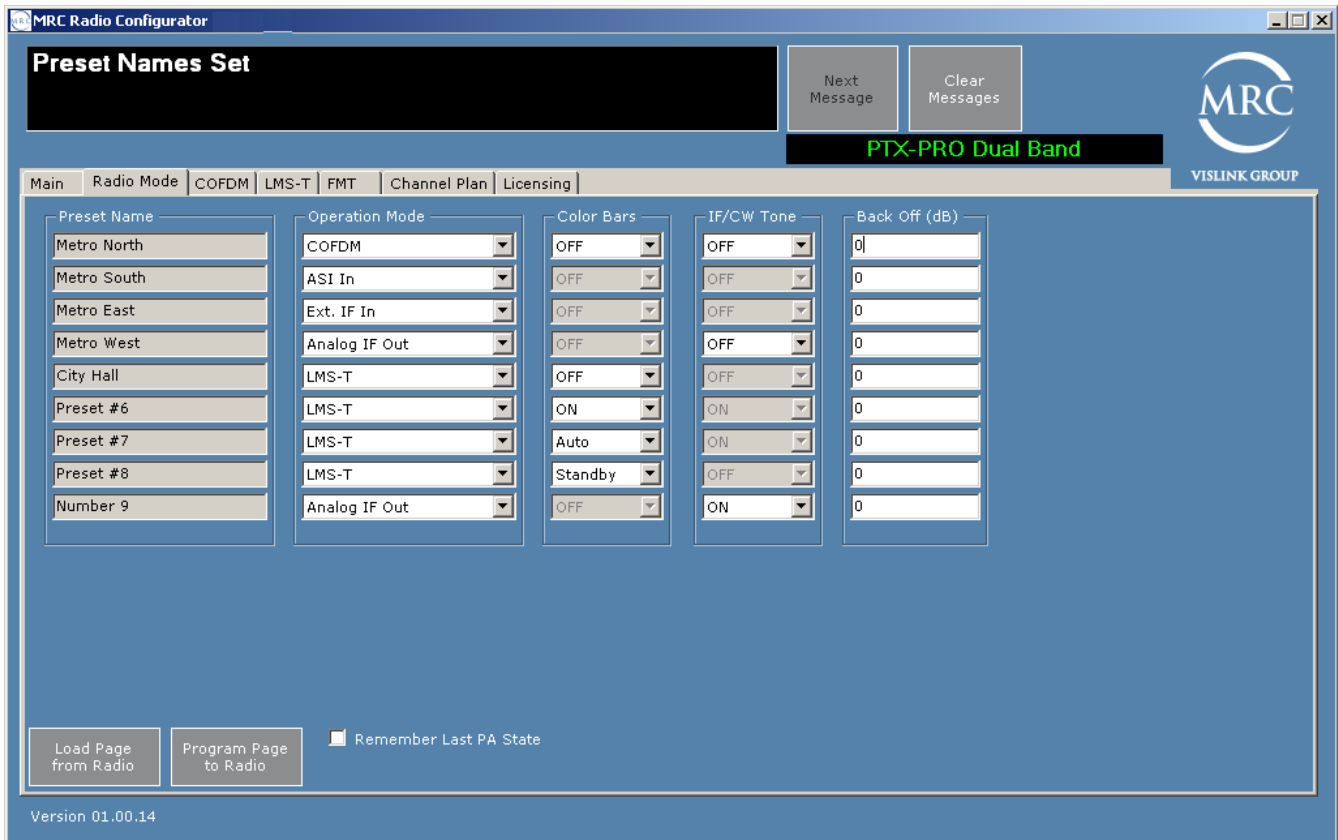 MRC Radio Configurator
Preset Names Set
Next
Message
Clear
Messages
MRC
PTX-PRO Dual Band
VISLINK GROUP
Main Radio Mode COFDM LMS-T FMT Channel Plan Licensing
Preset Name Operation Mode Color Bars IF/CW Tone Back Off (dB)
Metro North COFDM OFF OFF 0
Metro South ASI In OFF OFF 0
Metro East Ext. IF In OFF OFF 0
Metro West Analog IF Out OFF OFF 0
City Hall LMS-T OFF OFF 0
Preset #6 LMS-T ON ON 0
Preset #7 LMS-T Auto ON 0
Preset #8 LMS-T Standby OFF 0
Number 9 Analog IF Out OFF ON 0
Load Page
from Radio
Program Page
to Radio
Remember Last PA State
Version 01.00.14